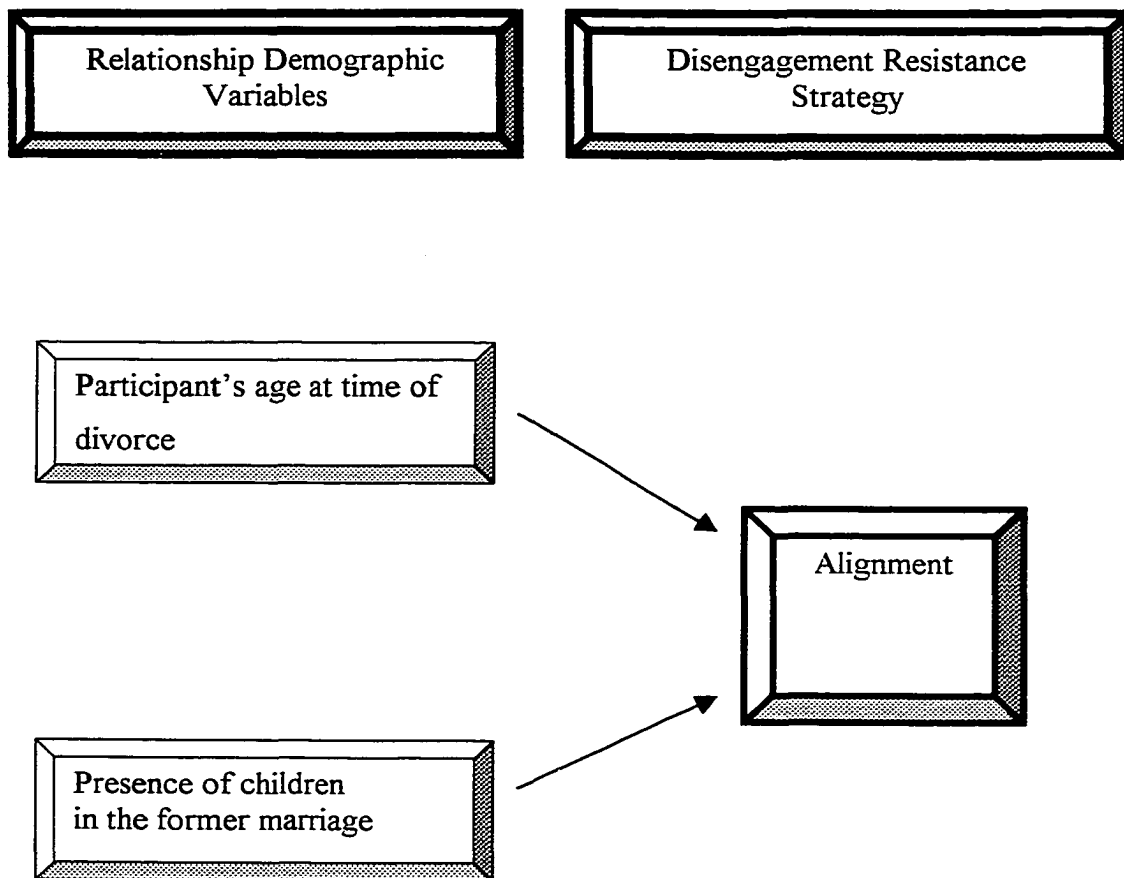 Relationship Demographic
Variables
Disengagement Resistance
Strategy
Participant's age at time of
divorce
Alignment
Presence of children
in the former marriage